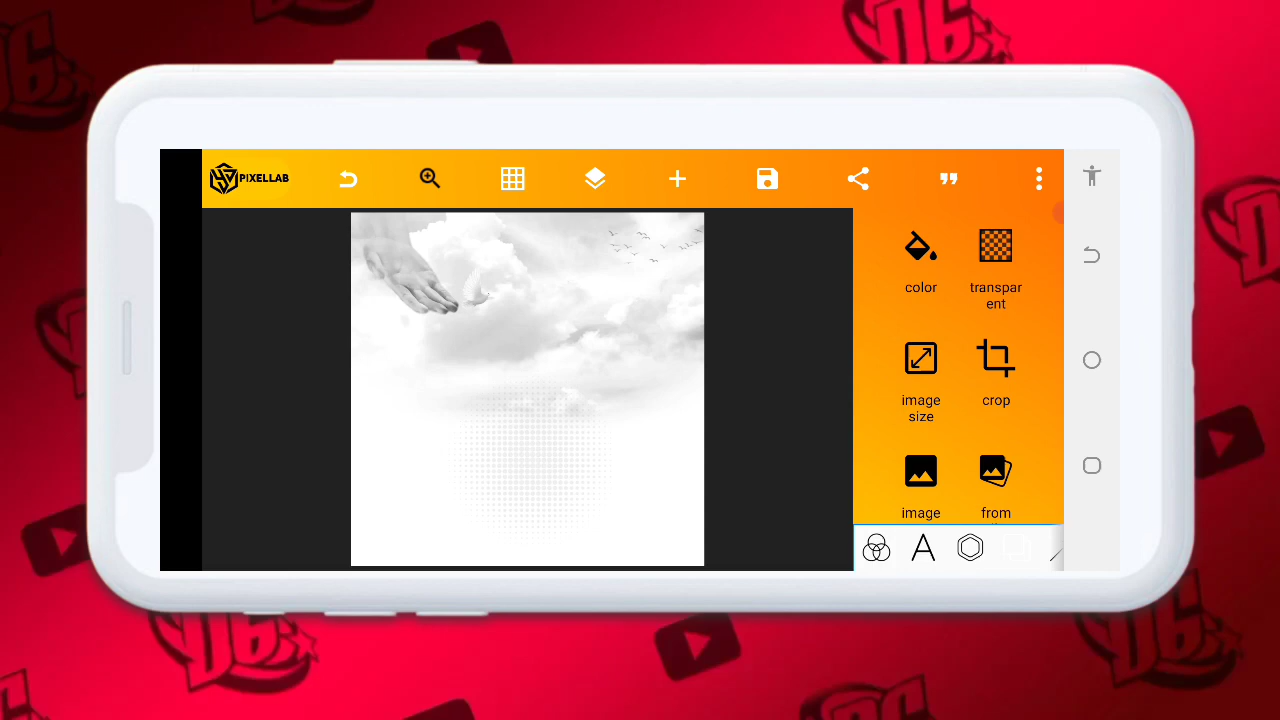 PIXELLAB
color
transpar
ent
image
size
crop
image
from